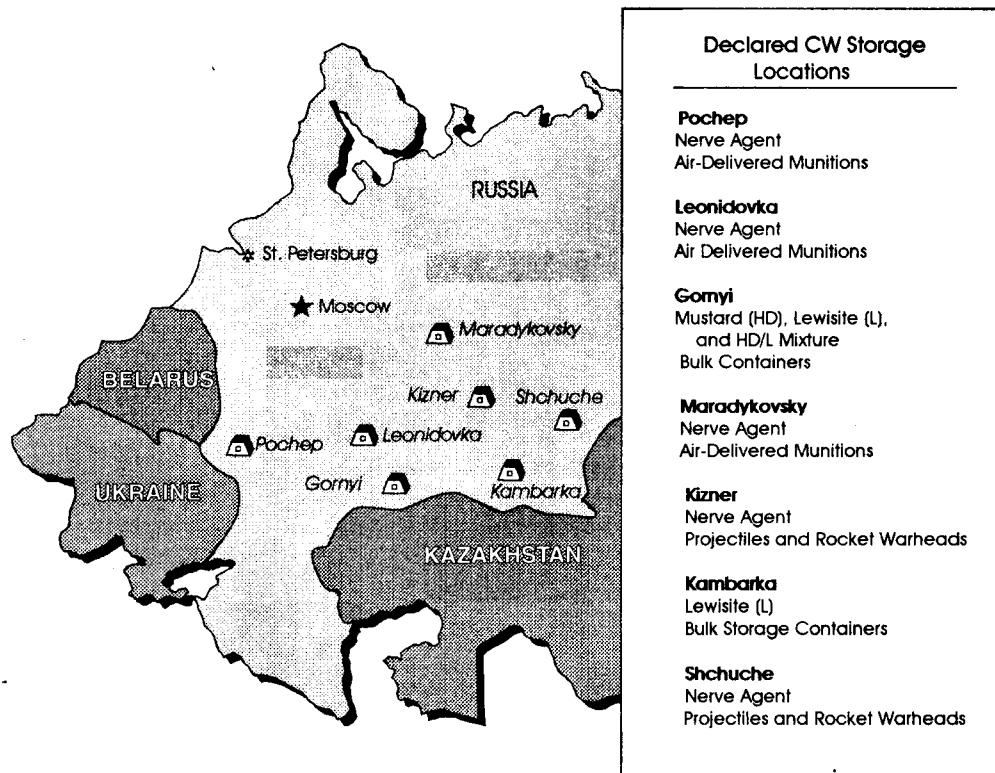 RUSSIA
St. Petersburg
Moscow
Maradykovsky
BELARUS
Kizner
Shchuche
Pochep
Leonidovka
UKRAINE
Gornyi
Kambarka
KAZAKHSTAN
Declared CW Storage
Locations
Pochep
Nerve Agent
Air-Delivered Munitions
Leonidovka
Nerve Agent
Air Delivered Munitions
Gornyi
Mustard (HD), Lewisite (L),
and HD/L Mixture
Bulk Containers
Maradykovsky
Nerve Agent
Air-Delivered Munitions
Kizner
Nerve Agent
Projectiles and Rocket Warheads
Kambarka
Lewisite (L)
Bulk Storage Containers
Shchuche
Nerve Agent
Projectiles and Rocket Warheads